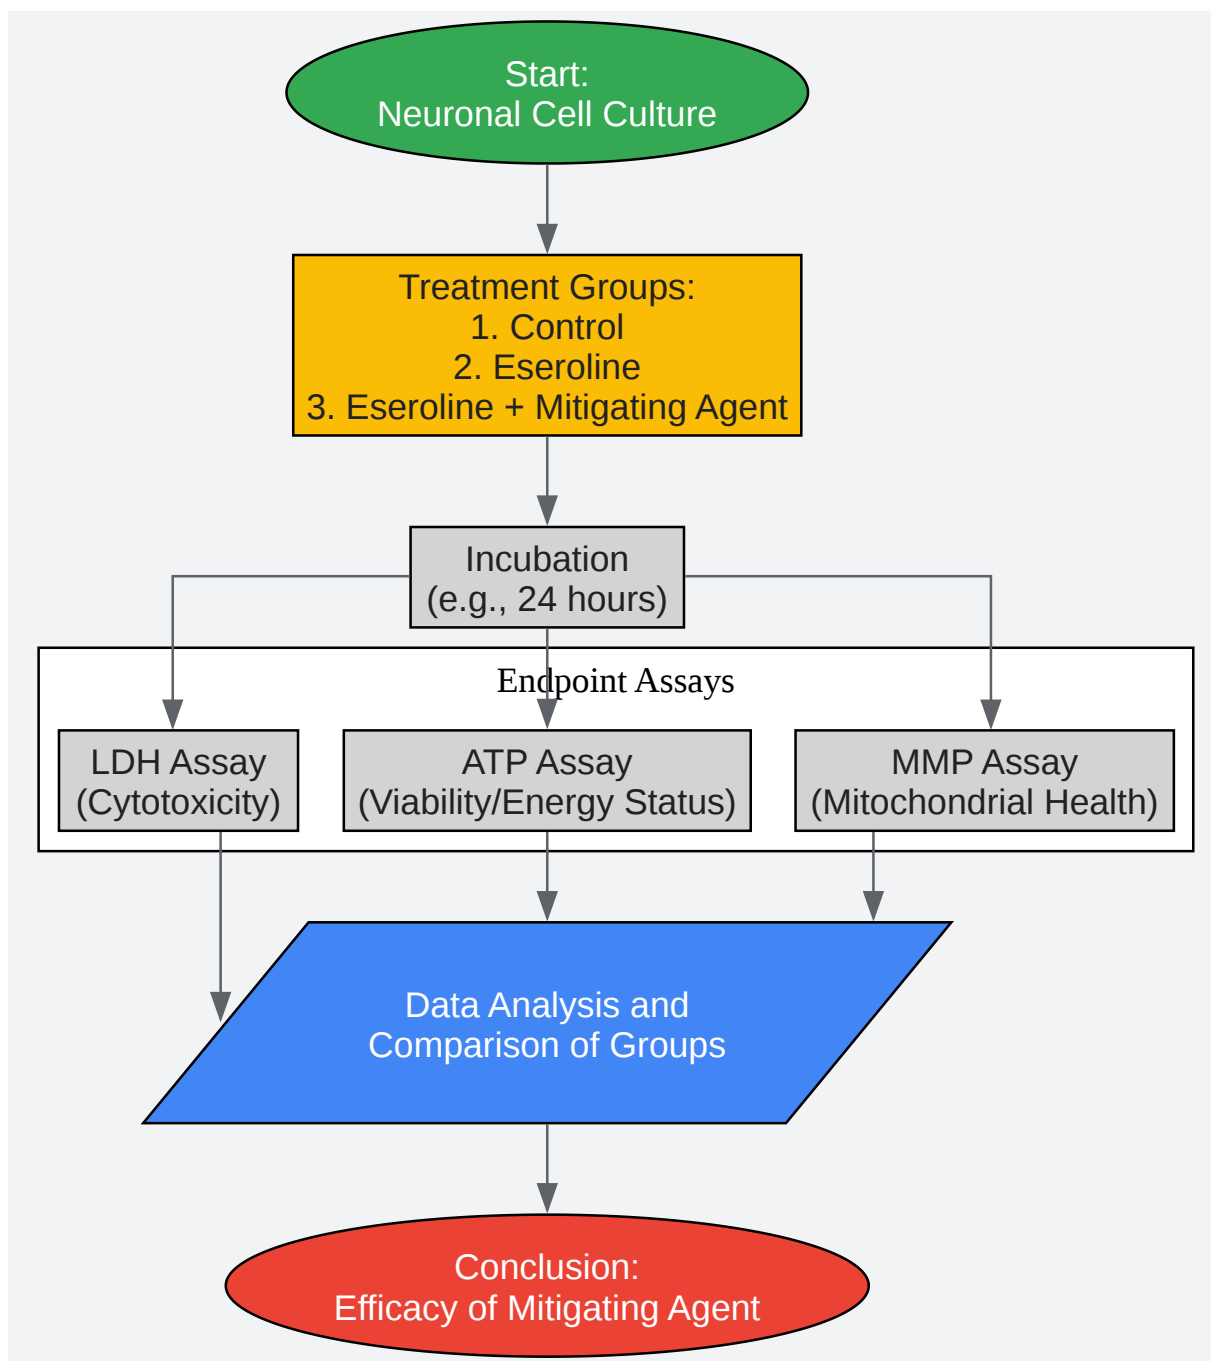 Start:
Neuronal Cell Culture
Treatment Groups:
1. Control
2. Eseroline
3. Eseroline + Mitigating Agent
Incubation
(e.g., 24 hours)
Endpoint Assays
LDH Assay
(Cytotoxicity)
ATP Assay
(Viability/Energy Status)
MMP Assay
(Mitochondrial Health)
Data Analysis and
Comparison of Groups
Conclusion:
Efficacy of Mitigating Agent